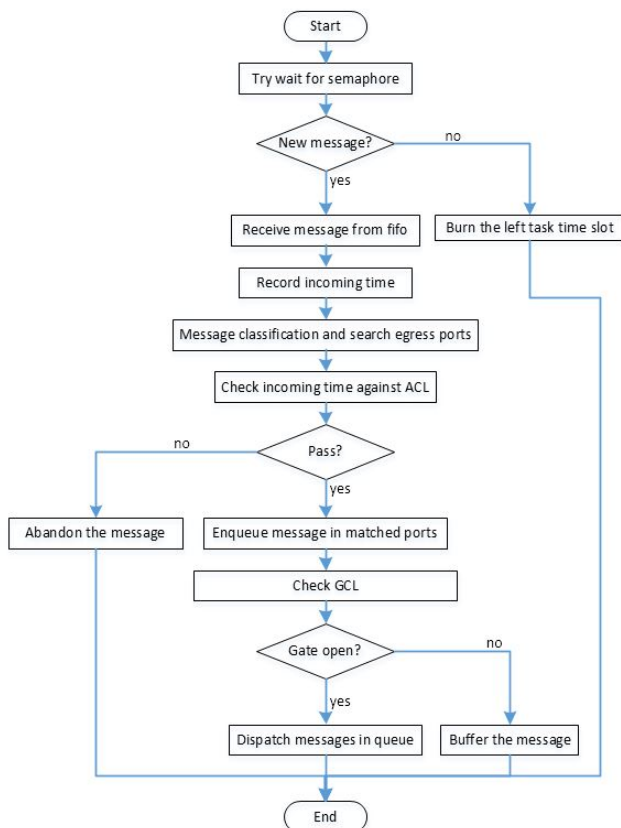 Start
Try wait for semaphore
New message?
no
yes
Receive message from fifo
Burn the left task time slot
Record incoming time
Message classification and search egress ports
Check incoming time against ACL
no
Pass?
yes
Abandon the message
Enqueue message in matched ports
Check GCL
Gate open?
no
yes
Dispatch messages in queue
Buffer the message
End